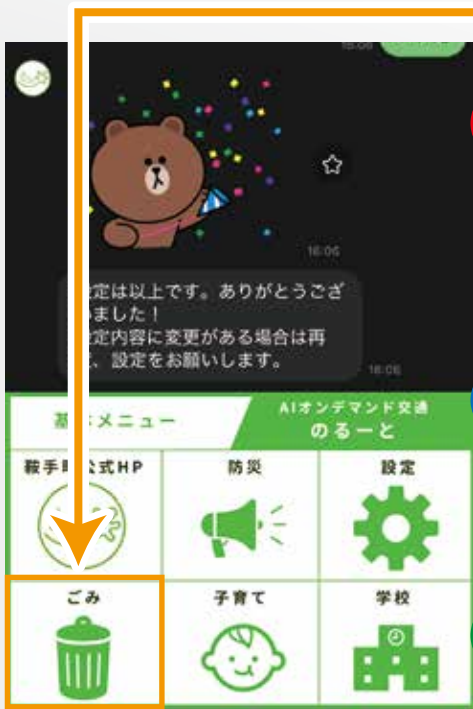 15:06
16:06
定は以上です。ありがとうござ
ました！
定内容に変更がある場合は再
、設定をお願いします。
16:06
基 メニュー
AIオンデマンド交通
のるーと
鞍手 公式HP
防災
設定
ごみ
子育て
学校